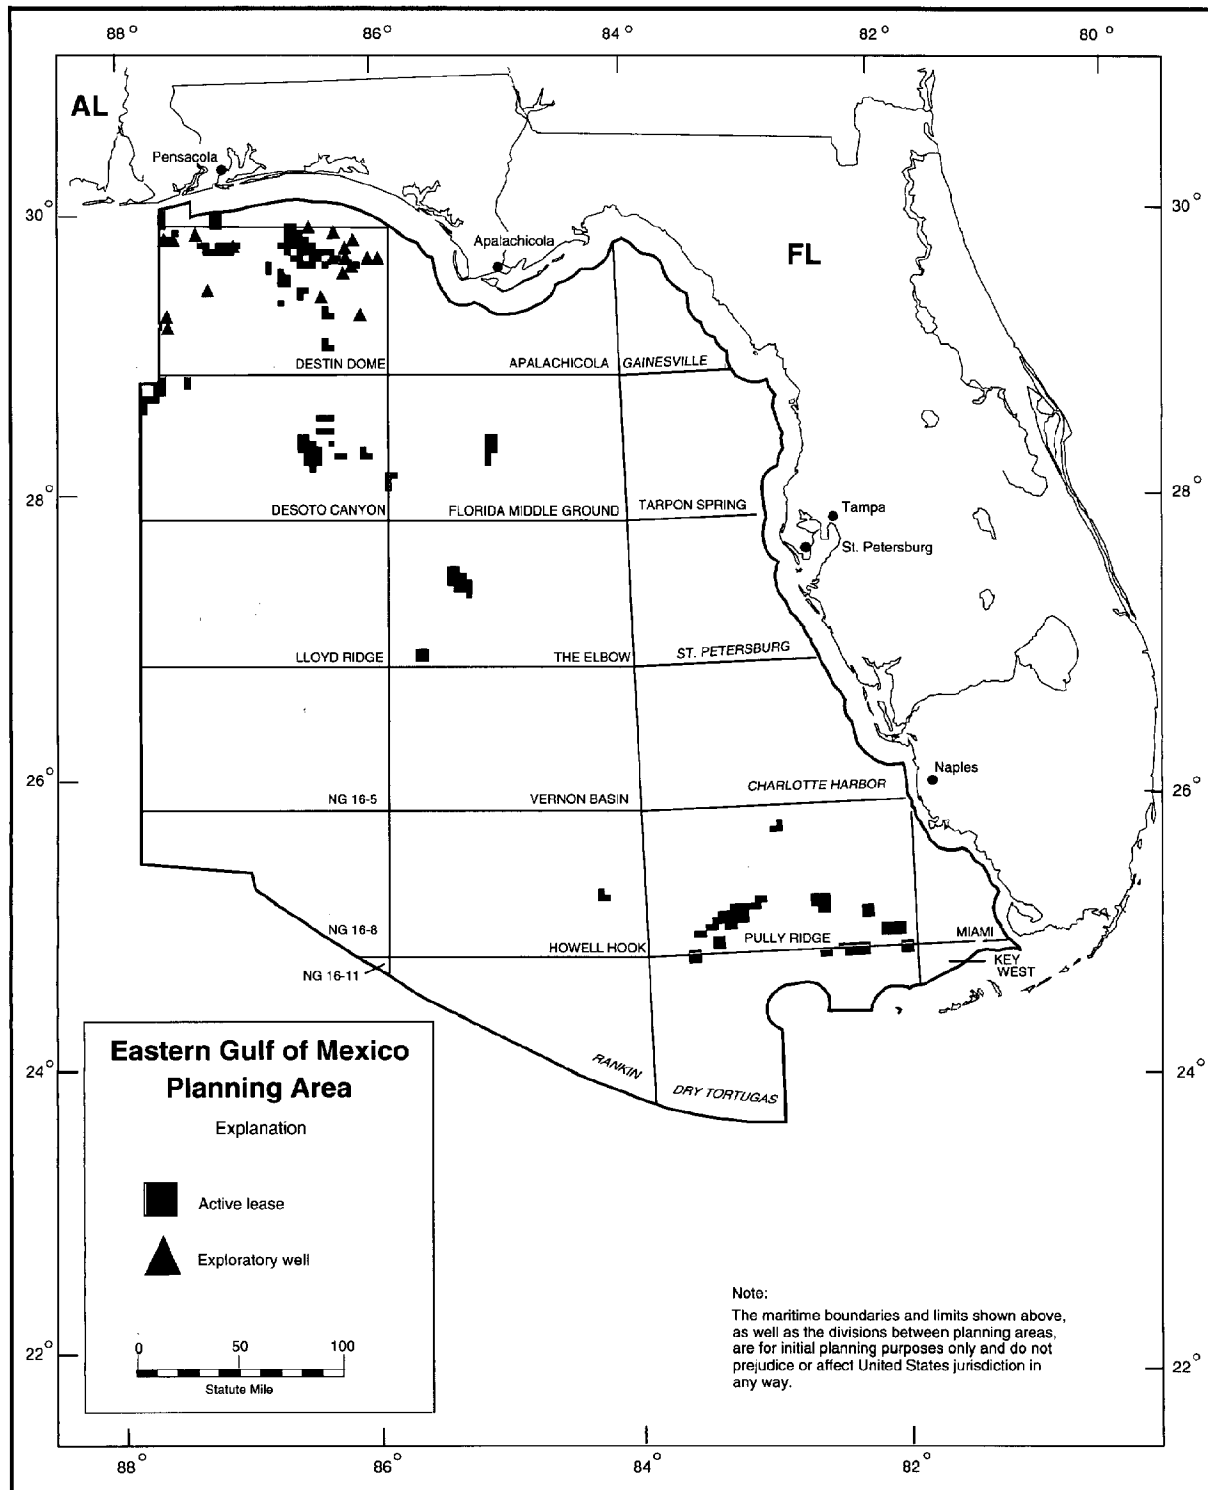 88° 86° 84° 82° 80°
AL
Pensacola
30° 30°
Apalachicola
FL
DESTIN DOME APALACHICOLA GAINESVILLE
28° 28°
DESOTO CANYON FLORIDA MIDDLE GROUND TARPON SPRING
Tampa
St. Petersburg
LLOYD RIDGE THE ELBOW ST. PETERSBURG
26° 26°
Naples
NG 16-5 VERNON BASIN CHARLOTTE HARBOR
NG 16-8 HOWELL HOOK PULLY RIDGE MIAMI
NG 16-11
KEY
WEST
24° 24°
RANKIN DRY TORTUGAS
Eastern Gulf of Mexico
Planning Area
Explanation
Active lease
Exploratory well
0 50 100
Statute Mile
Note:
The maritime boundaries and limits shown above,
as well as the divisions between planning areas,
are for initial planning purposes only and do not
prejudice or affect United States jurisdiction in
any way.
22° 22°
88° 86° 84° 82°